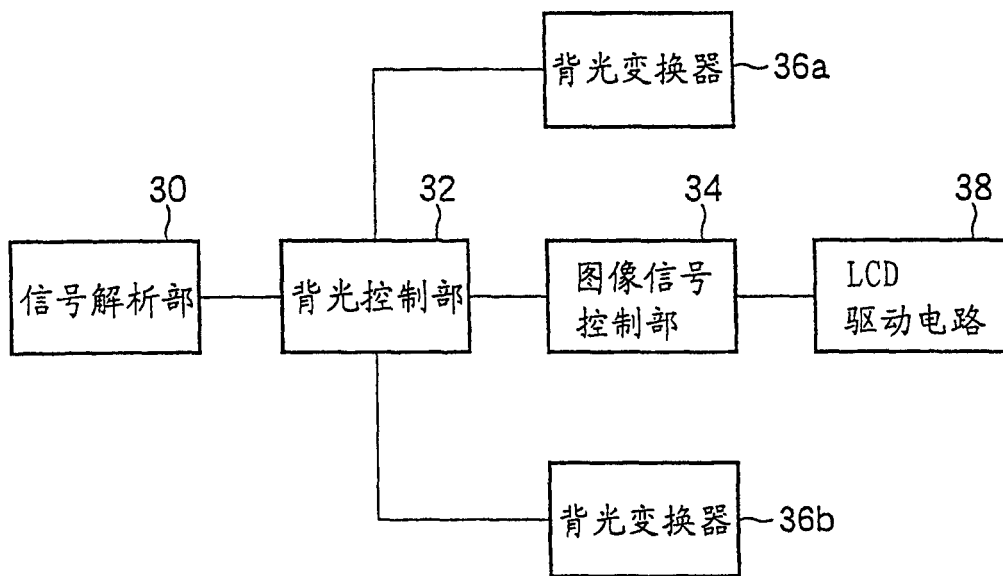 背光变换器
36a
30
32
34
38
信号解析部
背光控制部
图像信号
控制部
LCD
驱动电路
背光变换器
36b